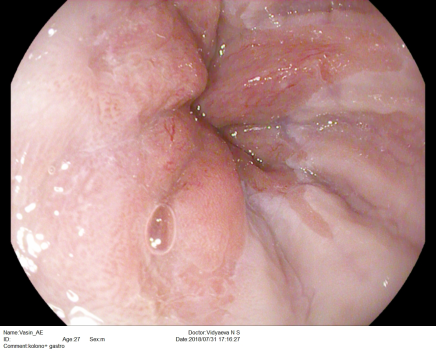 Name:Vasin_AE Doctor:Vidyaeva N S
ID: Age:27 Sex:m Date:2018/07/31 17:16:27
Comment:kolono+ gastro